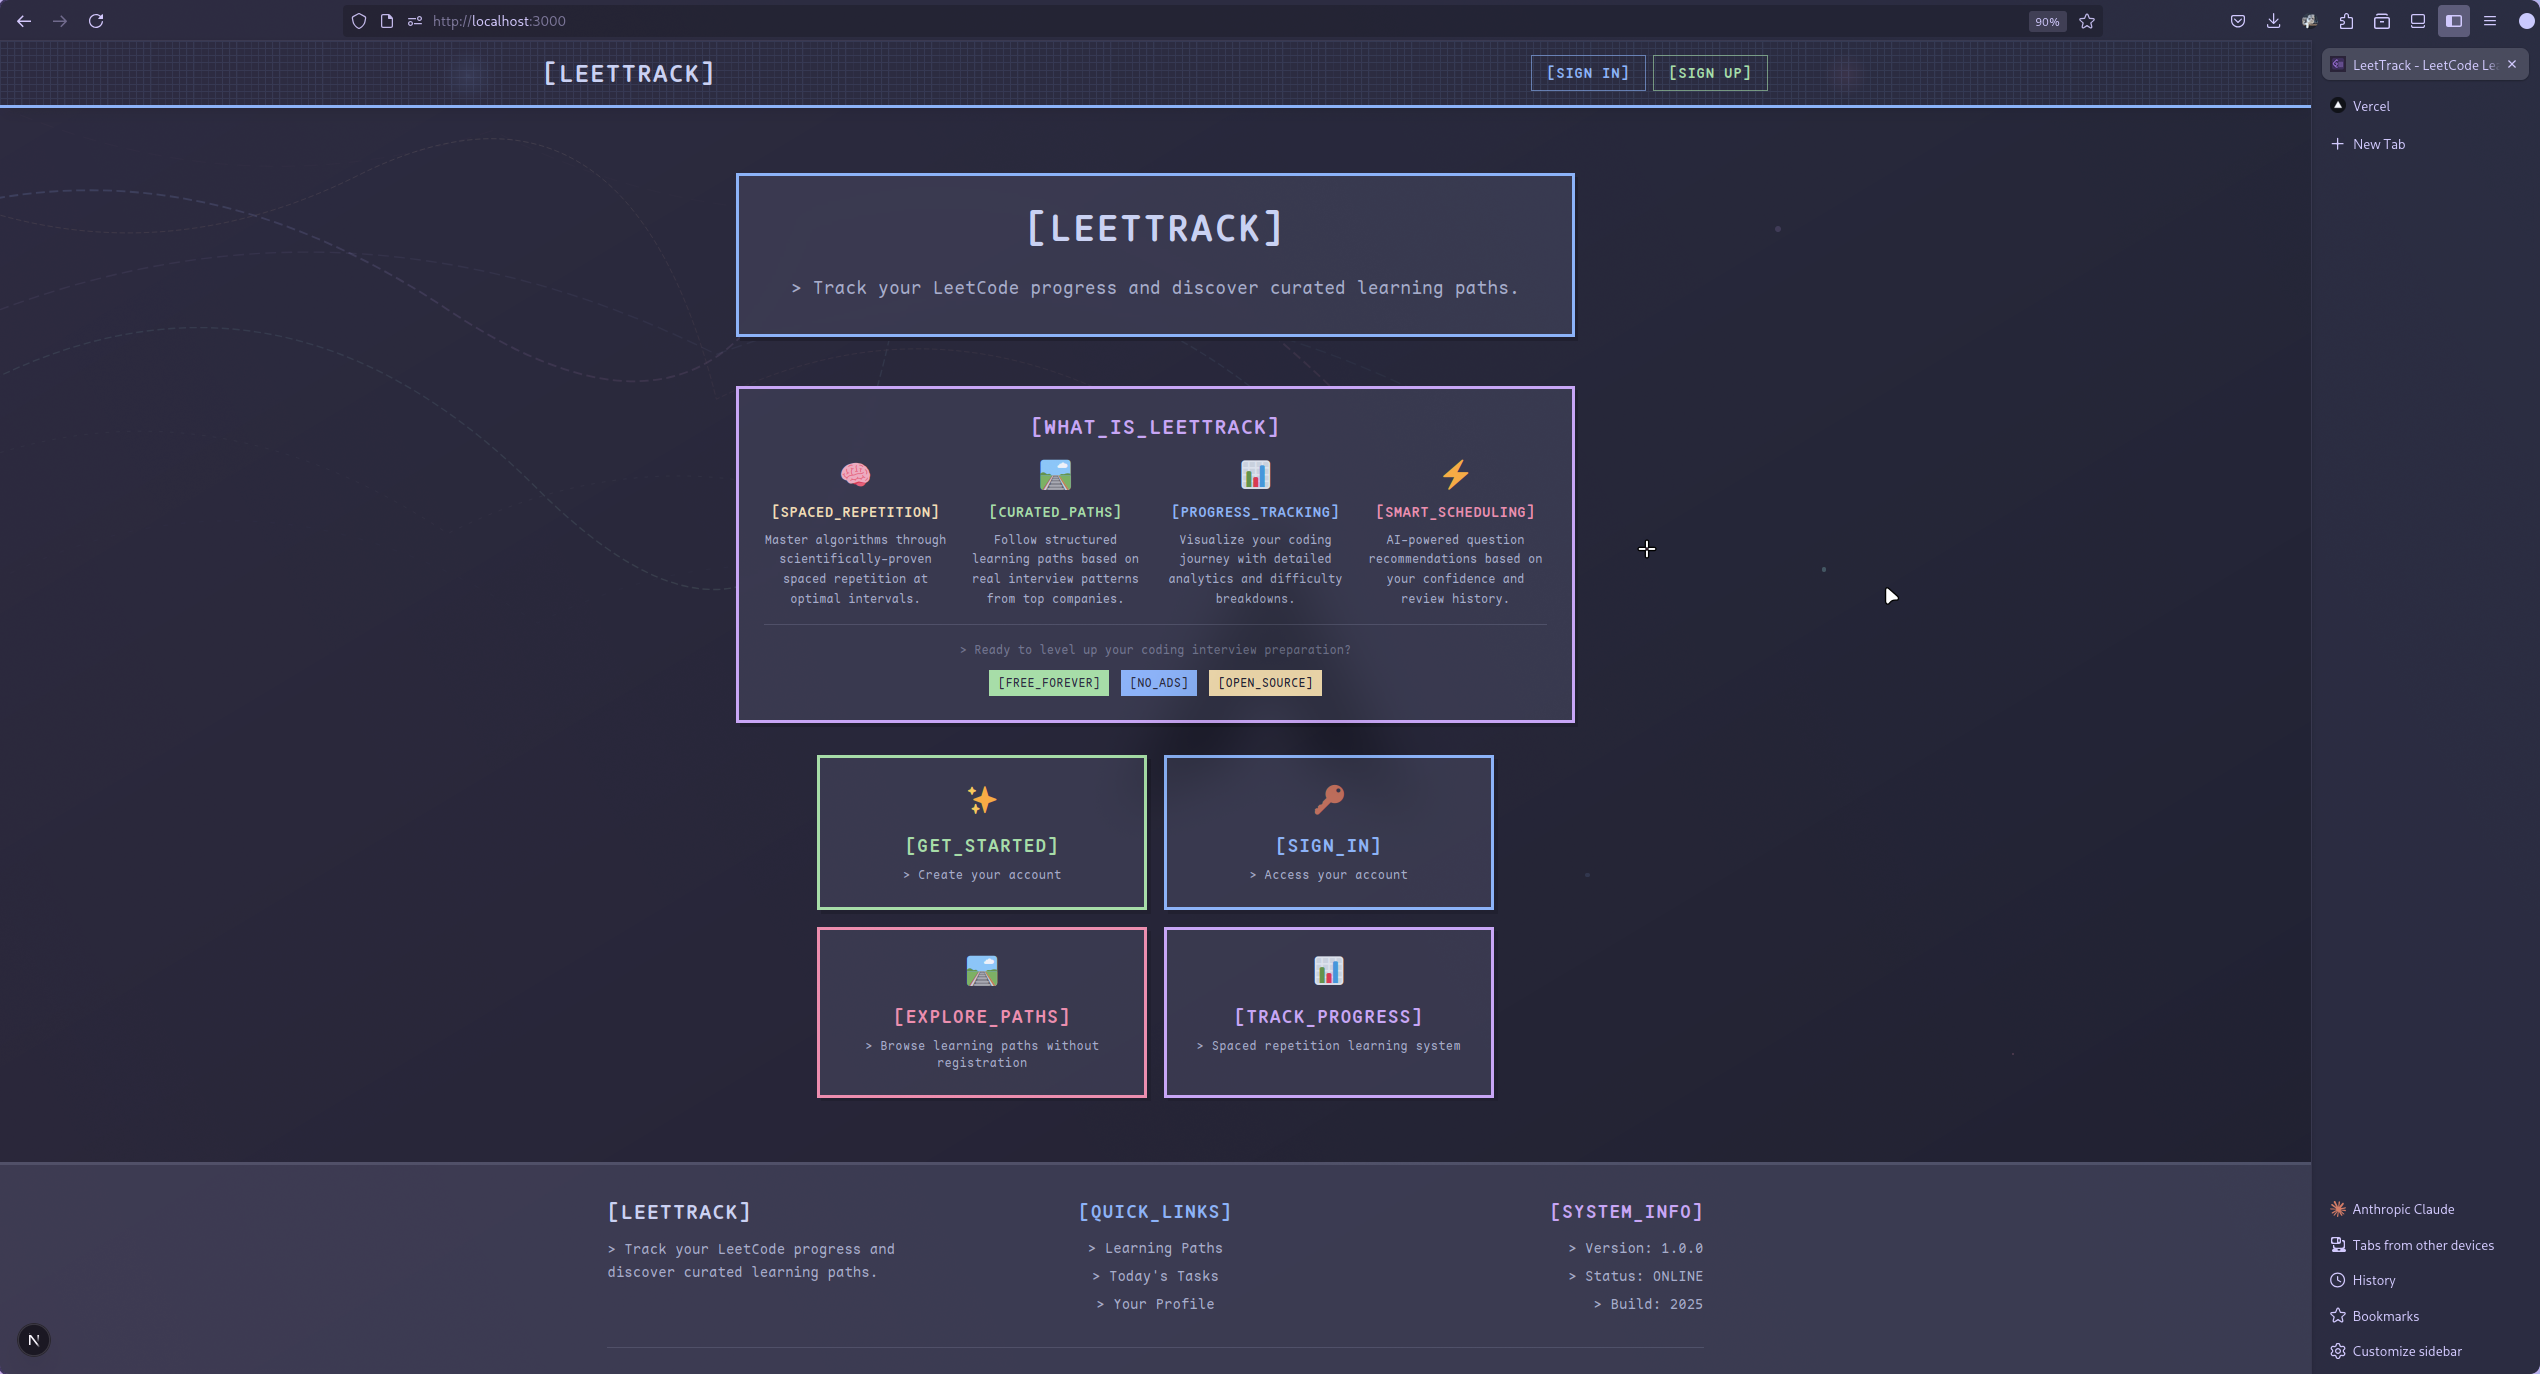 http://localhost:3000
90%
LeetTrack - LeetCode Le
Vercel
New Tab
[LEETTRACK]
[SIGN IN]
[SIGN UP]
[LEETTRACK]
> Track your LeetCode progress and discover curated learning paths.
[WHAT_IS_LEETTRACK]
[SPACED_REPETITION]
Master algorithms through
scientifically-proven
spaced repetition at
optimal intervals.
[CURATED_PATHS]
Follow structured
learning paths based on
real interview patterns
from top companies.
[PROGRESS_TRACKING]
Visualize your coding
journey with detailed
analytics and difficulty
breakdowns.
[SMART_SCHEDULING]
AI-powered question
recommendations based on
your confidence and
review history.
> Ready to level up your coding interview preparation?
[FREE_FOREVER]
[NO_ADS]
[OPEN_SOURCE]
[GET_STARTED]
> Create your account
[SIGN_IN]
> Access your account
[EXPLORE_PATHS]
> Browse learning paths without
registration
[TRACK_PROGRESS]
> Spaced repetition learning system
[LEETTRACK]
> Track your LeetCode progress and
discover curated learning paths.
[QUICK_LINKS]
> Learning Paths
> Today's Tasks
> Your Profile
[SYSTEM_INFO]
> Version: 1.0.0
> Status: ONLINE
> Build: 2025
N
Anthropic Claude
Tabs from other devices
History
Bookmarks
Customize sidebar